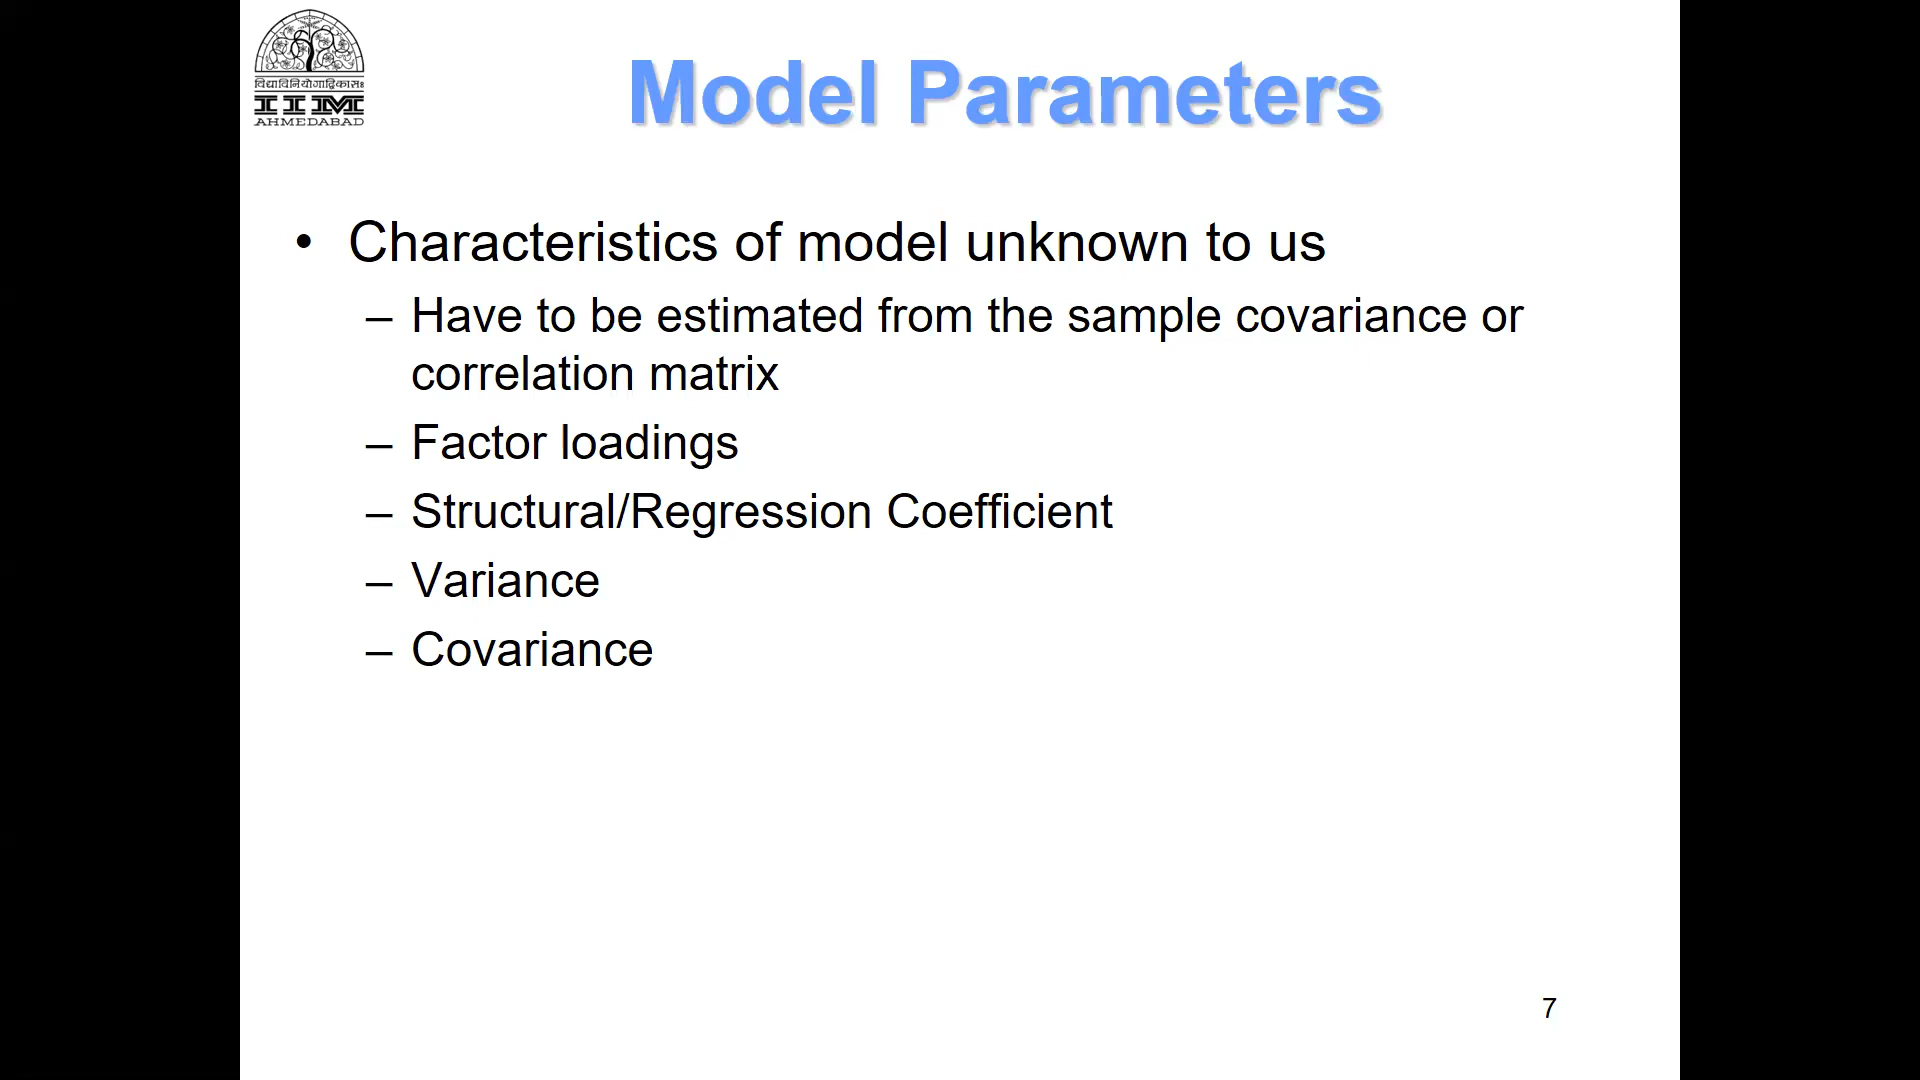 विद्याविनियोगाद्विकासः
IIM
AHMEDABAD
Model Parameters
• Characteristics of model unknown to us
– Have to be estimated from the sample covariance or
correlation matrix
– Factor loadings
– Structural/Regression Coefficient
– Variance
– Covariance
7